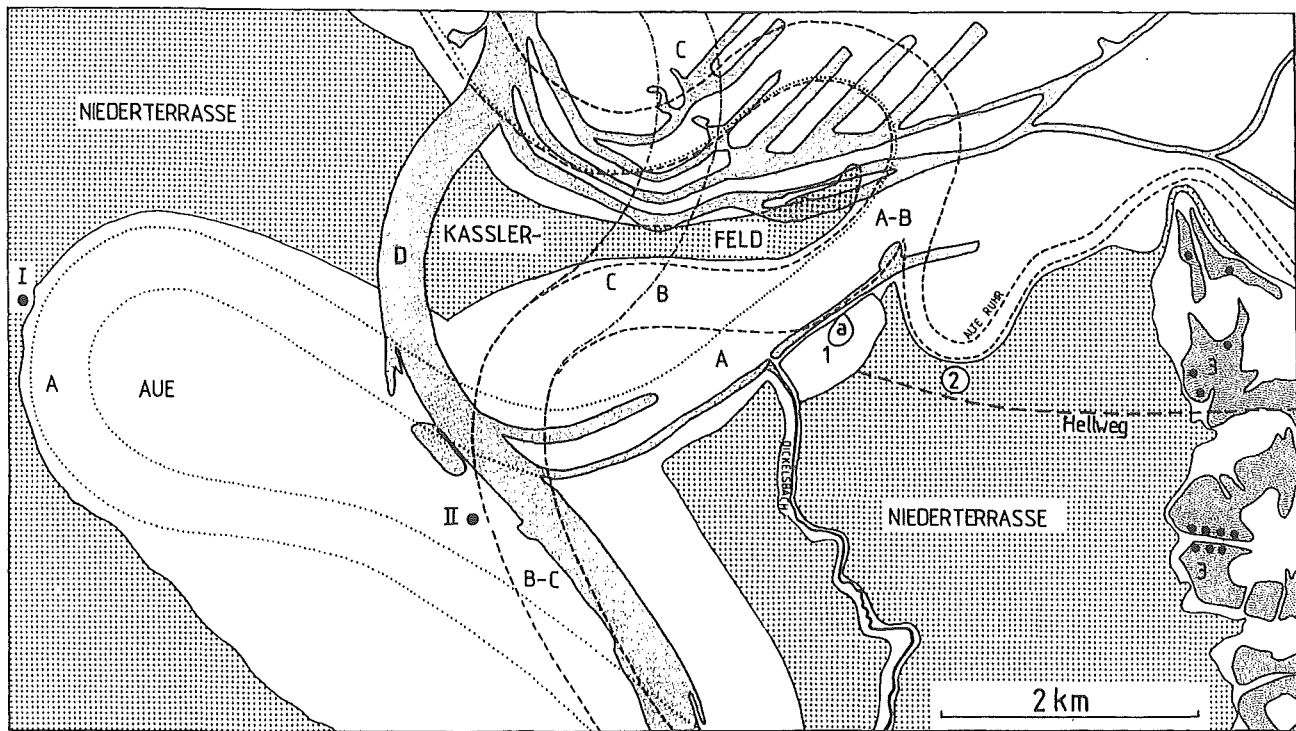 C
NIEDERTERRASSE
KASSLER-
FELD
A-B
D
C
B
I
A
AUE
A
a
1
ALTE RUHR
2
3
Hellweg
DICKELSBACH
II
NIEDERTERRASSE
B-C
3
2 km